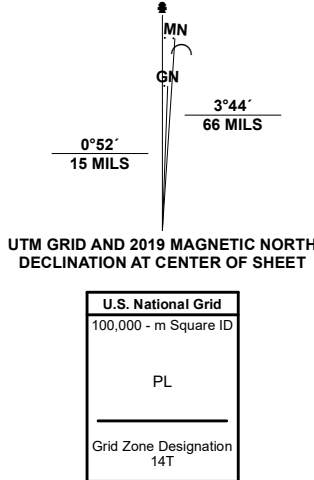 MN
GN
3°44´
66 MILS
0°52´
15 MILS
UTM GRID AND 2019 MAGNETIC NORTH
DECLINATION AT CENTER OF SHEET
U.S. National Grid
100,000 - m Square ID
PL
Grid Zone Designation
14T